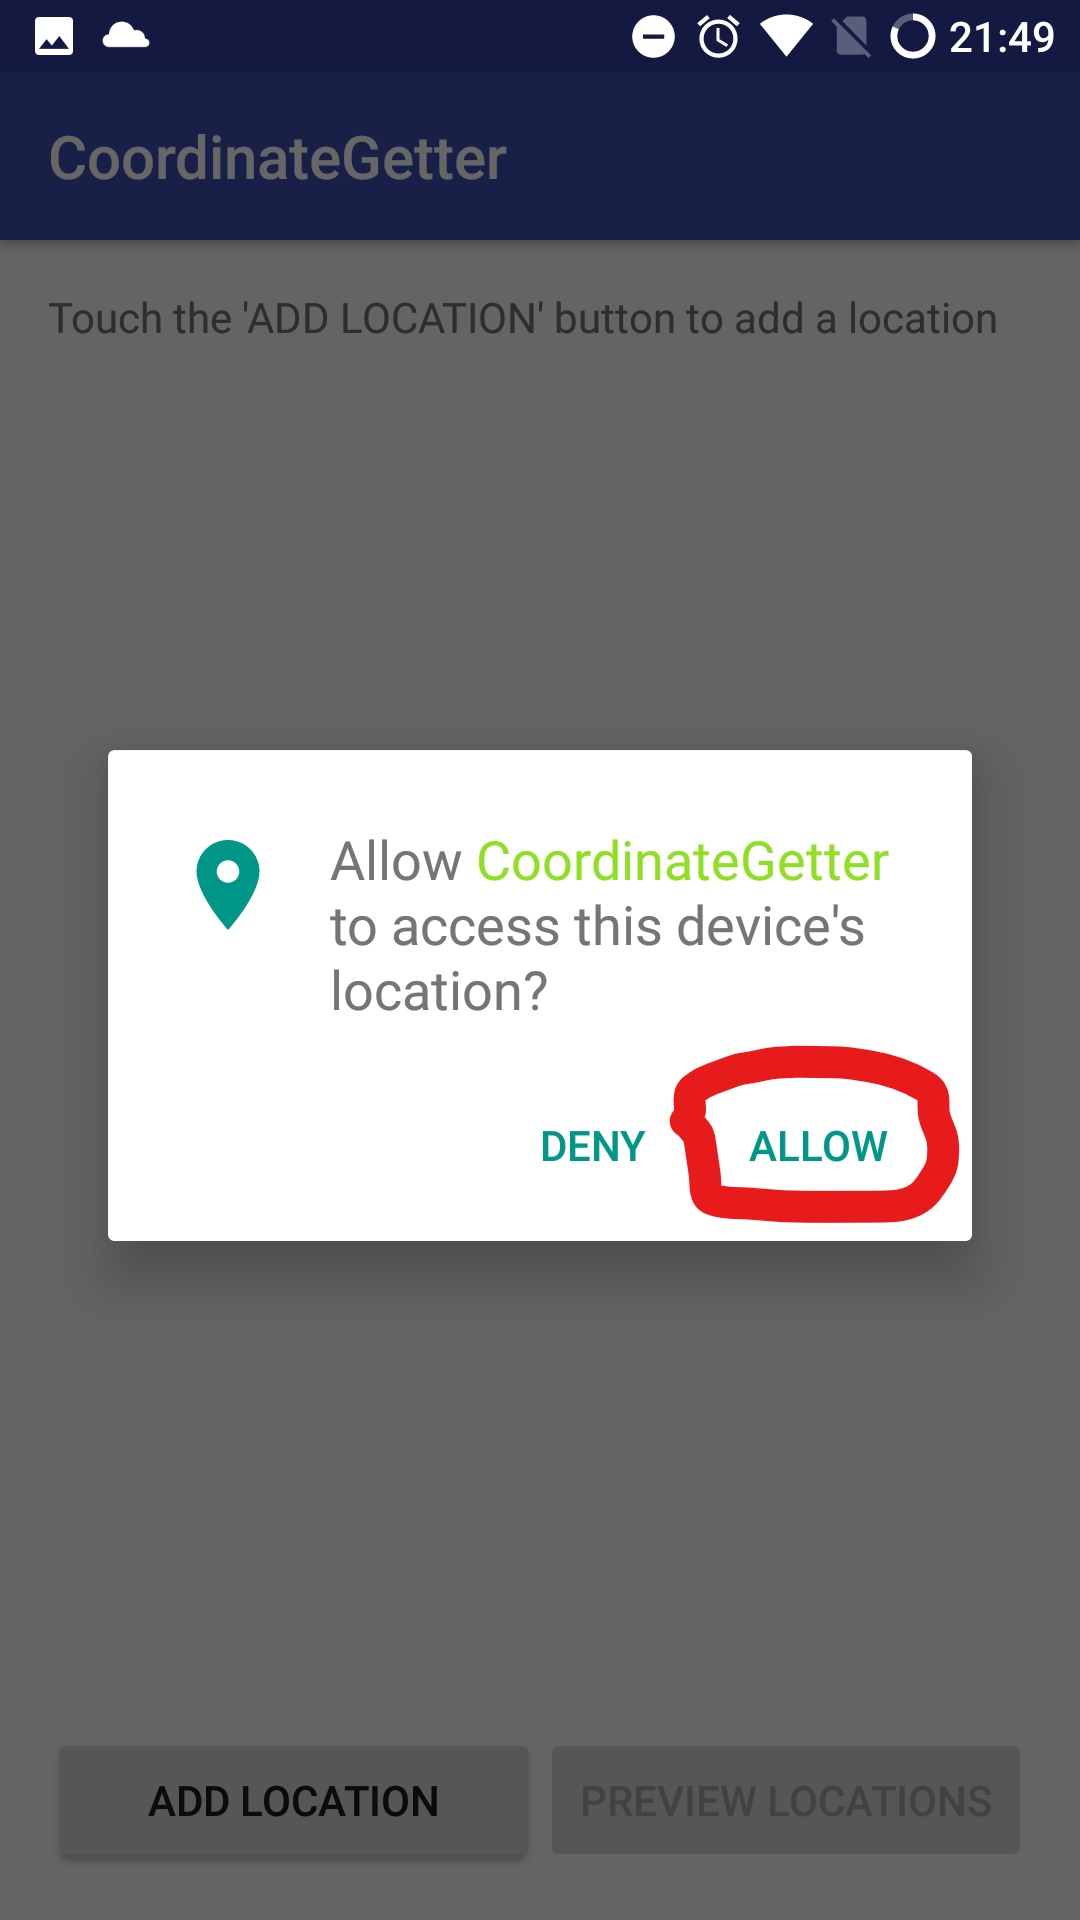 21:49
CoordinateGetter
Touch the 'ADD LOCATION' button to add a location
Allow CoordinateGetter
to access this device's
location?
DENY ALLOW
ADD LOCATION PREVIEW LOCATIONS